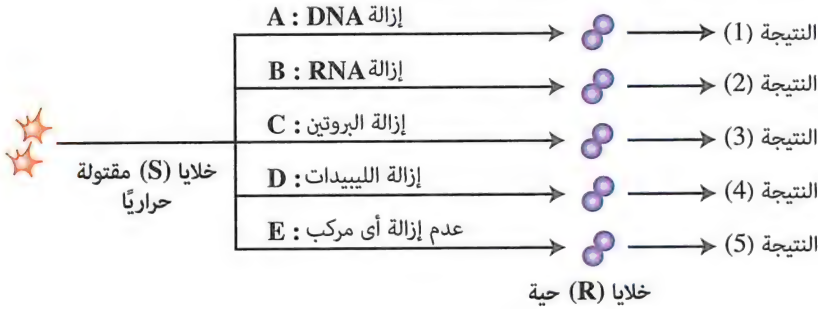 A : DNA إزالة
النتيجة (1)
B : RNA إزالة
النتيجة (2)
C : إزالة البروتين
النتيجة (3)
خلايا (S) مقتولة
حراريًا
D : إزالة الليبيدات
النتيجة (4)
E : عدم إزالة أى مركب
النتيجة (5)
خلايا (R) حية